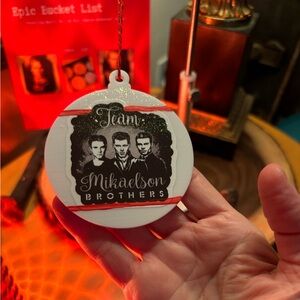 Epic Bucket List
Team
Mikaelson
BROTHERS